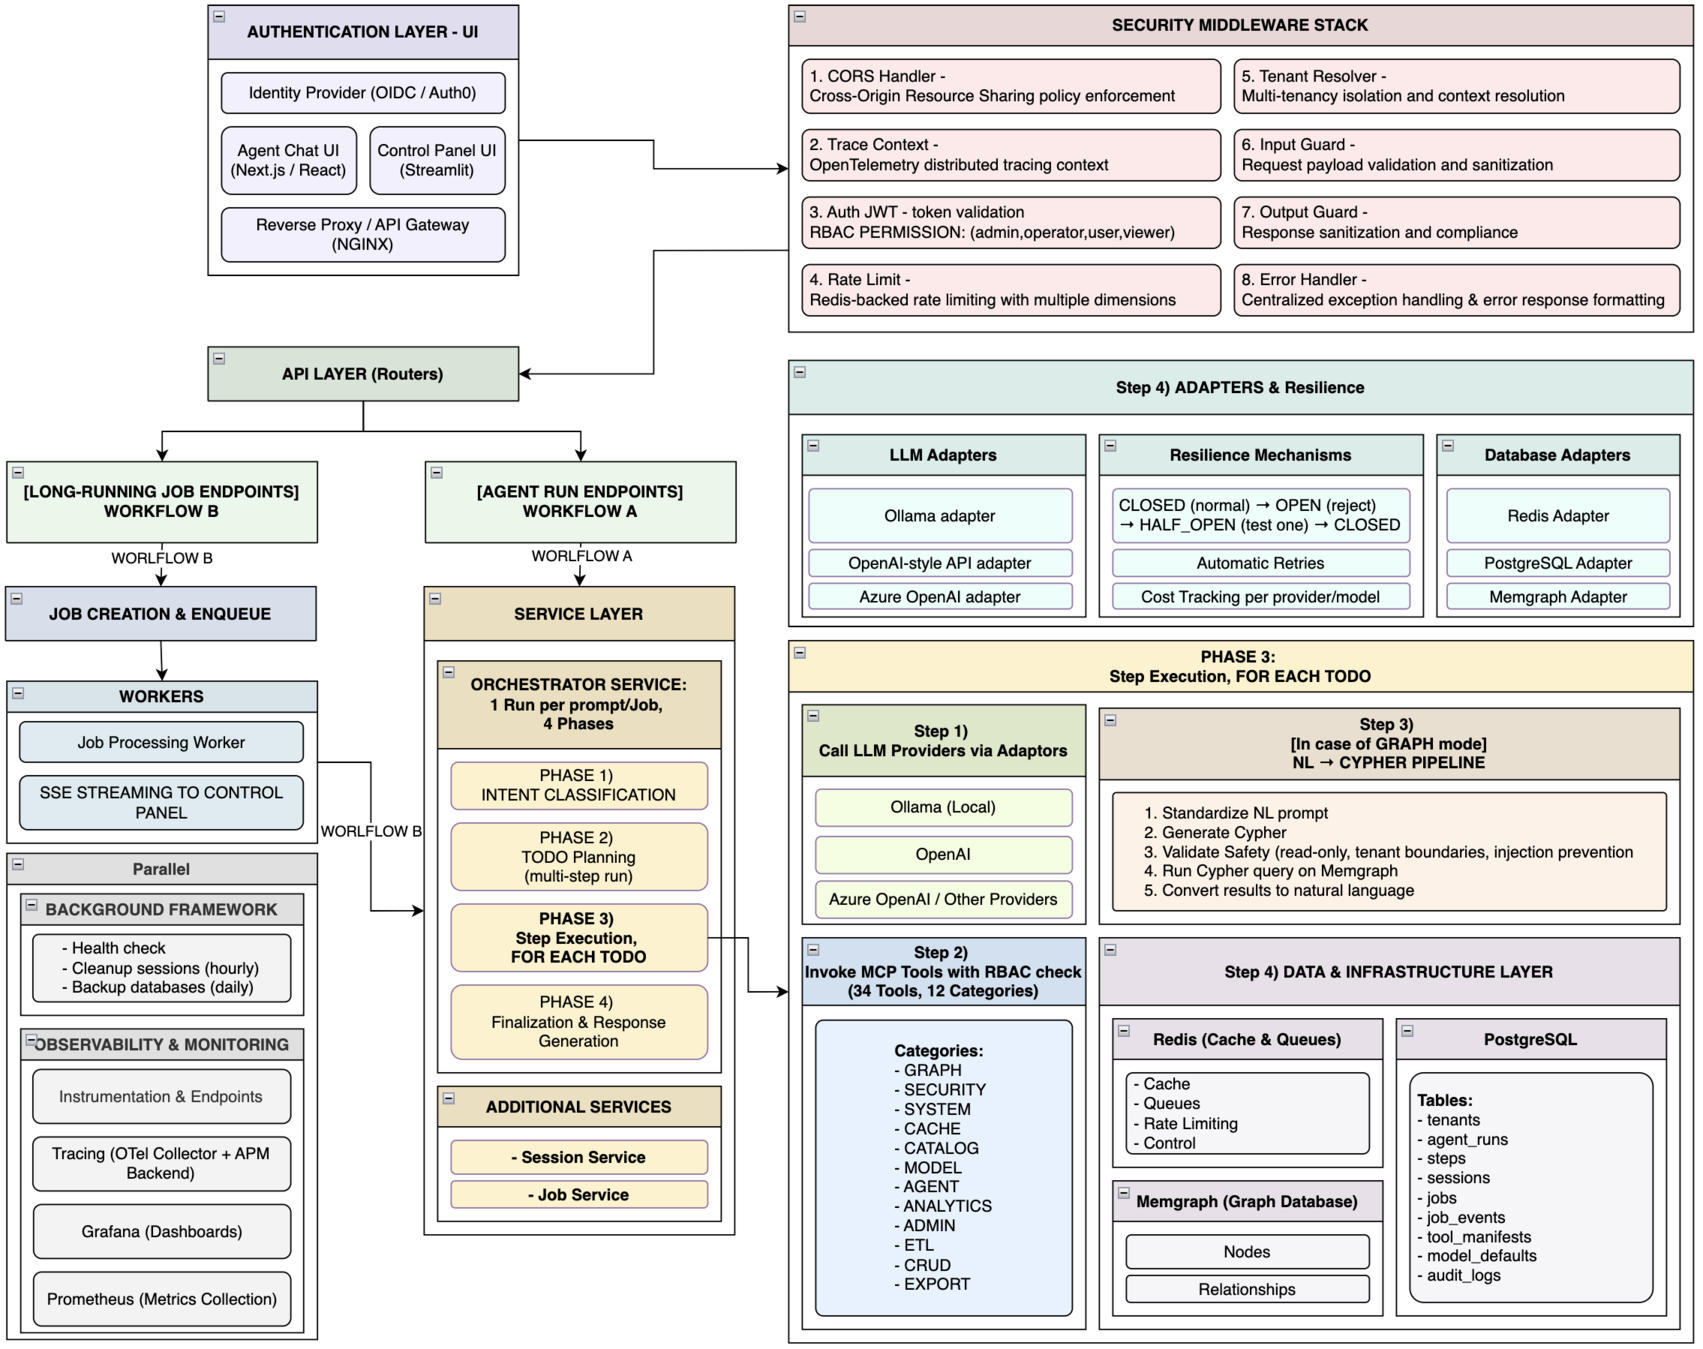 AUTHENTICATION LAYER - UI
Identity Provider (OIDC / Auth0)
Agent Chat UI
(Next.js / React)
Control Panel UI
(Streamlit)
Reverse Proxy / API Gateway
(NGINX)
SECURITY MIDDLEWARE STACK
1. CORS Handler -
Cross-Origin Resource Sharing policy enforcement
2. Trace Context -
OpenTelemetry distributed tracing context
3. Auth JWT - token validation
RBAC PERMISSION: (admin,operator,user,viewer)
4. Rate Limit -
Redis-backed rate limiting with multiple dimensions
5. Tenant Resolver -
Multi-tenancy isolation and context resolution
6. Input Guard -
Request payload validation and sanitization
7. Output Guard -
Response sanitization and compliance
8. Error Handler -
Centralized exception handling & error response formatting
API LAYER (Routers)
[LONG-RUNNING JOB ENDPOINTS]
WORKFLOW B
[AGENT RUN ENDPOINTS]
WORKFLOW A
WORLFLOW B
WORLFLOW A
JOB CREATION & ENQUEUE
WORKERS
Job Processing Worker
SSE STREAMING TO CONTROL
PANEL
WORLFLOW B
Parallel
BACKGROUND FRAMEWORK
- Health check
- Cleanup sessions (hourly)
- Backup databases (daily)
OBSERVABILITY & MONITORING
Instrumentation & Endpoints
Tracing (OTel Collector + APM
Backend)
Grafana (Dashboards)
Prometheus (Metrics Collection)
SERVICE LAYER
ORCHESTRATOR SERVICE:
1 Run per prompt/Job,
4 Phases
PHASE 1)
INTENT CLASSIFICATION
PHASE 2)
TODO Planning
(multi-step run)
PHASE 3)
Step Execution,
FOR EACH TODO
PHASE 4)
Finalization & Response
Generation
ADDITIONAL SERVICES
- Session Service
- Job Service
Step 4) ADAPTERS & Resilience
LLM Adapters
Ollama adapter
OpenAI-style API adapter
Azure OpenAI adapter
Resilience Mechanisms
CLOSED (normal) → OPEN (reject)
→ HALF_OPEN (test one) → CLOSED
Automatic Retries
Cost Tracking per provider/model
Database Adapters
Redis Adapter
PostgreSQL Adapter
Memgraph Adapter
PHASE 3:
Step Execution, FOR EACH TODO
Step 1)
Call LLM Providers via Adaptors
Ollama (Local)
OpenAI
Azure OpenAI / Other Providers
Step 3)
[In case of GRAPH mode]
NL → CYPHER PIPELINE
1. Standardize NL prompt
2. Generate Cypher
3. Validate Safety (read-only, tenant boundaries, injection prevention
4. Run Cypher query on Memgraph
5. Convert results to natural language
Step 2)
Invoke MCP Tools with RBAC check
(34 Tools, 12 Categories)
Categories:
- GRAPH
- SECURITY
- SYSTEM
- CACHE
- CATALOG
- MODEL
- AGENT
- ANALYTICS
- ADMIN
- ETL
- CRUD
- EXPORT
Step 4) DATA & INFRASTRUCTURE LAYER
Redis (Cache & Queues)
- Cache
- Queues
- Rate Limiting
- Control
Memgraph (Graph Database)
Nodes
Relationships
PostgreSQL
Tables:
- tenants
- agent_runs
- steps
- sessions
- jobs
- job_events
- tool_manifests
- model_defaults
- audit_logs